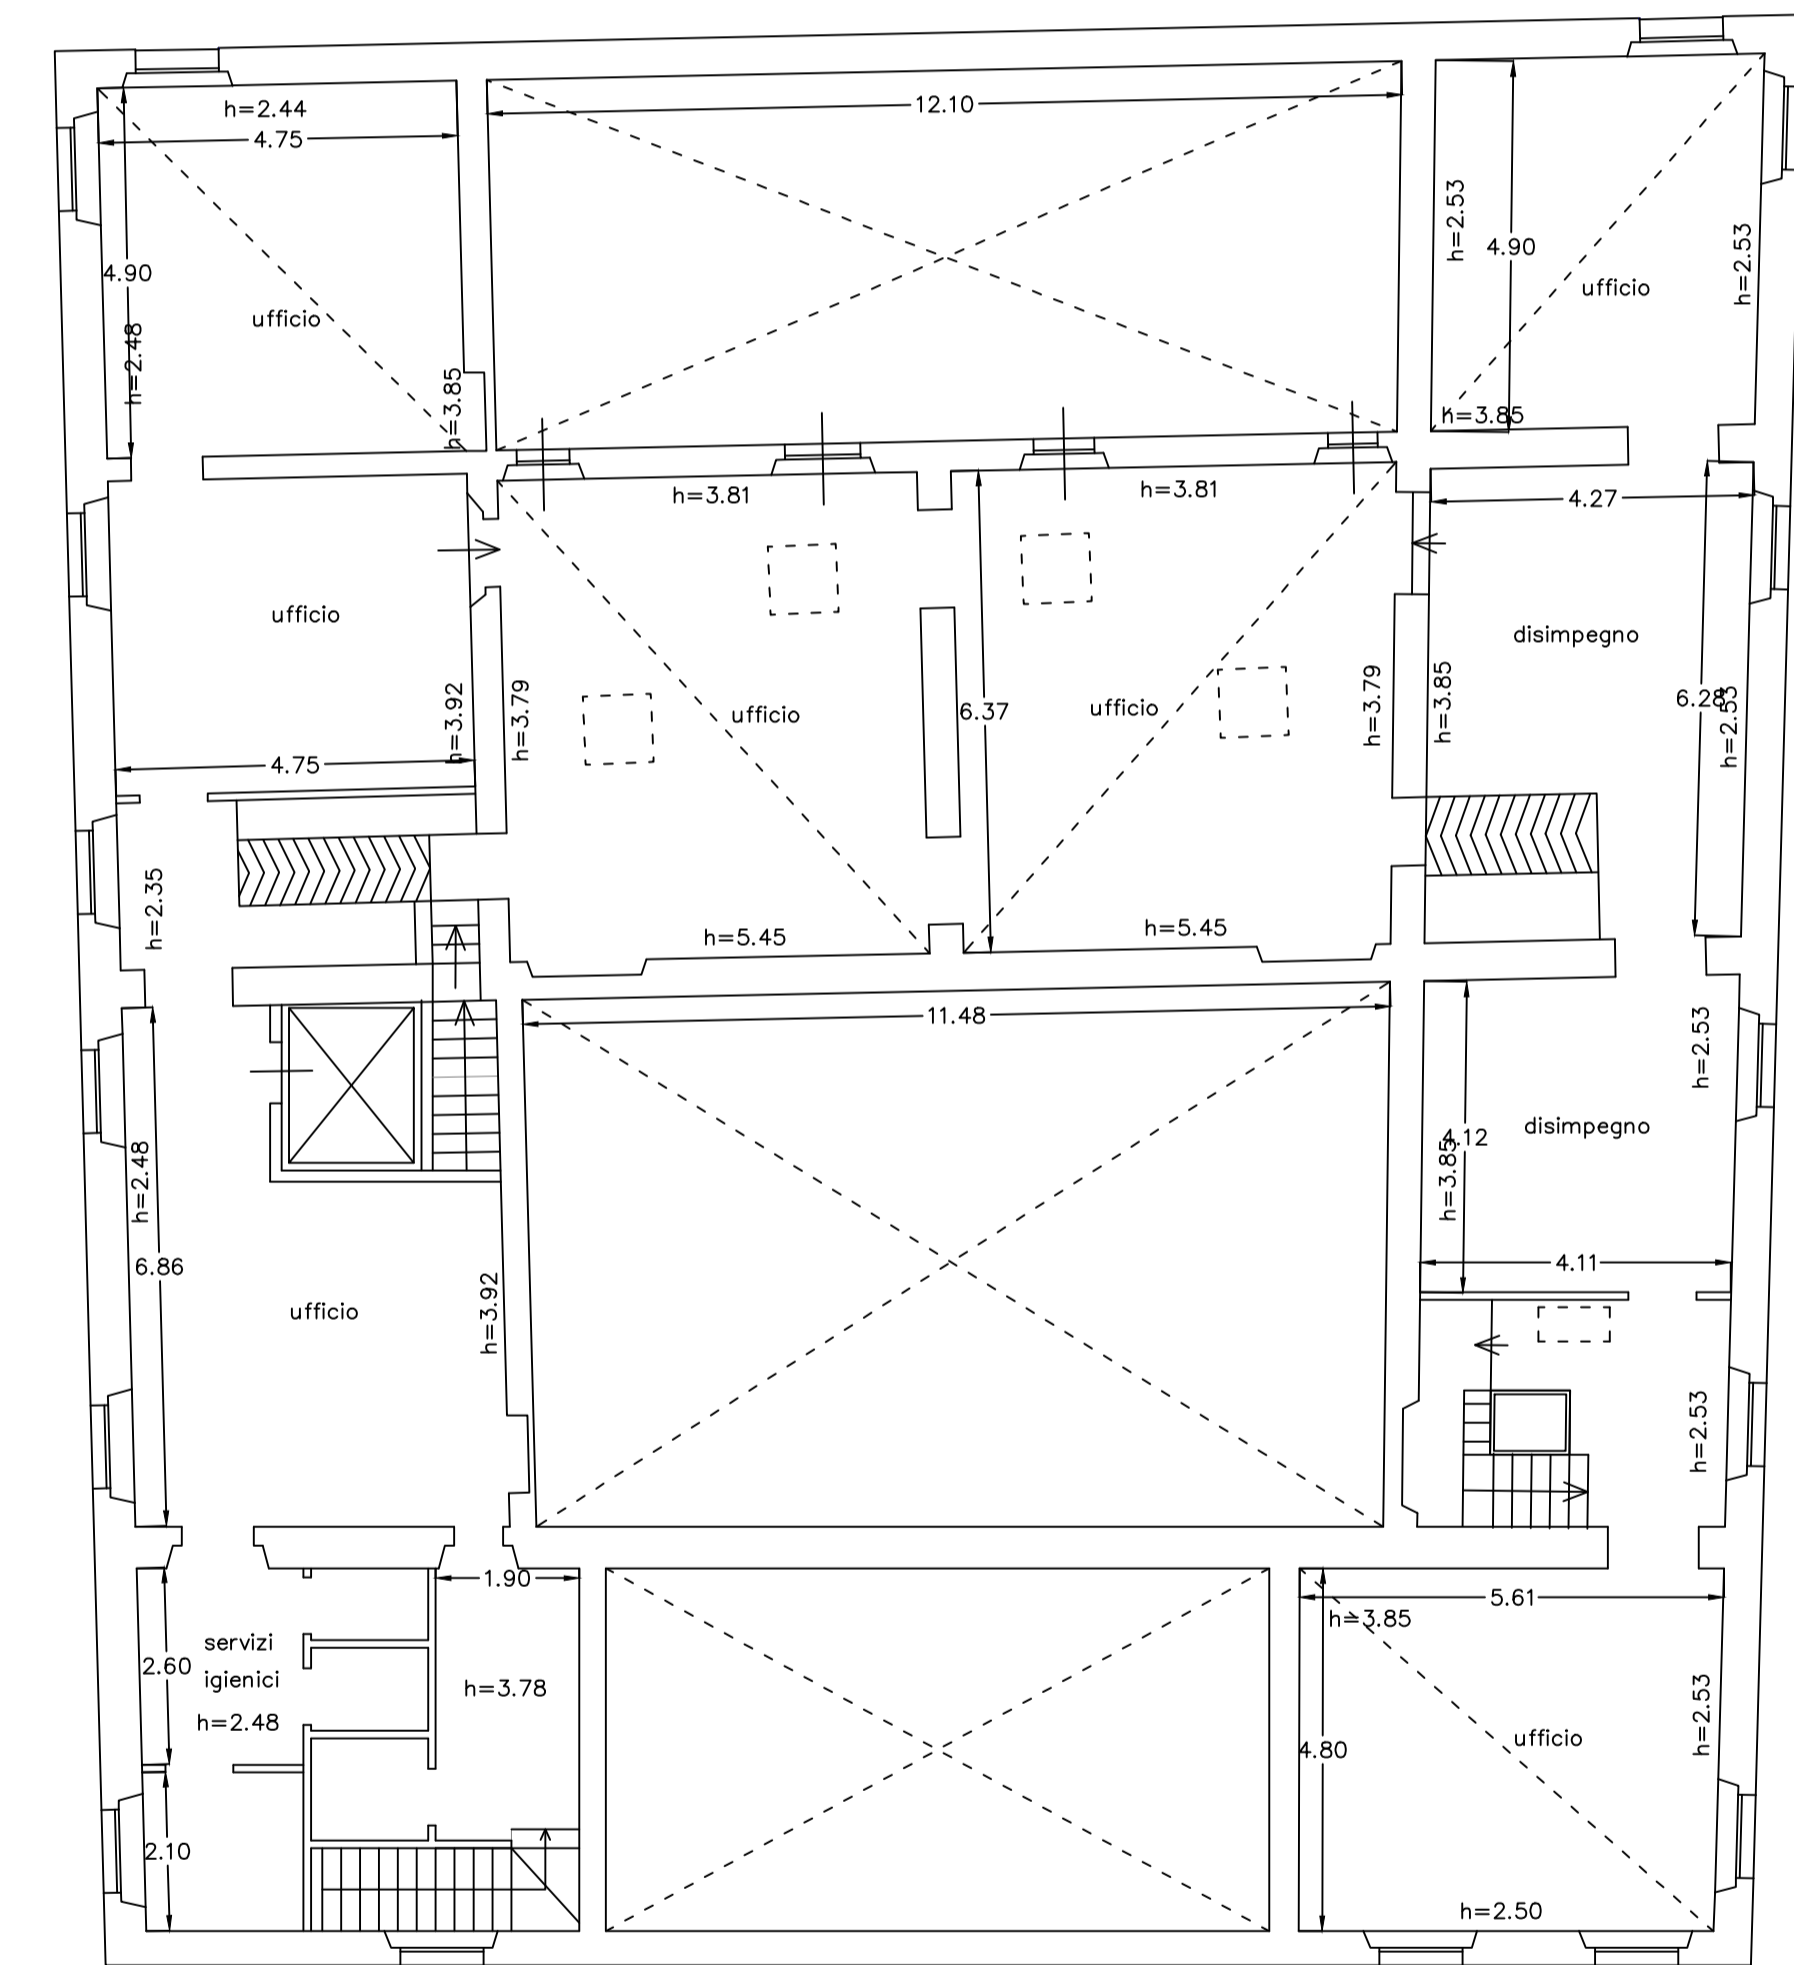 h=2.44
4.75
12.10
h=2.53
4.90
h=2.53
ufficio
4.90
ufficio
h=2.48
h=3.85
h=3.85
h=3.81
h=3.81
4.27
ufficio
disimpegno
h=3.92
h=3.79
ufficio
6.37
ufficio
h=3.79
h=3.85
6.28
h=2.53
4.75
h=2.35
h=5.45
h=5.45
11.48
h=2.53
h=2.48
4.12
disimpegno
h=3.85
6.86
4.11
ufficio
h=3.92
h=2.53
1.90
5.61
h=3.85
servizi
2.60
igienici
h=3.78
h=2.48
h=2.53
ufficio
4.80
2.10
h=2.50